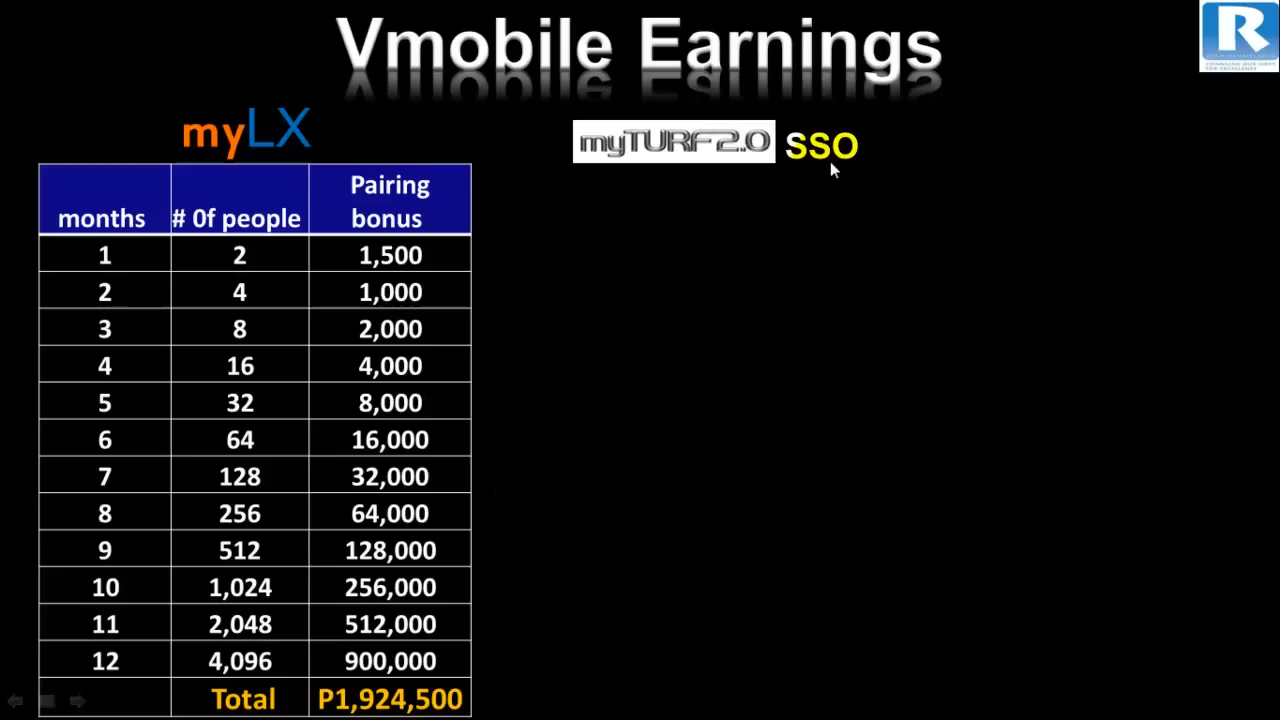 Vmobile Earnings
R
myLX
myTURF2.0 SSO
months # 0f people Pairing bonus
1 2 1,500
2 4 1,000
3 8 2,000
4 16 4,000
5 32 8,000
6 64 16,000
7 128 32,000
8 256 64,000
9 512 128,000
10 1,024 256,000
11 2,048 512,000
12 4,096 900,000
Total P1,924,500